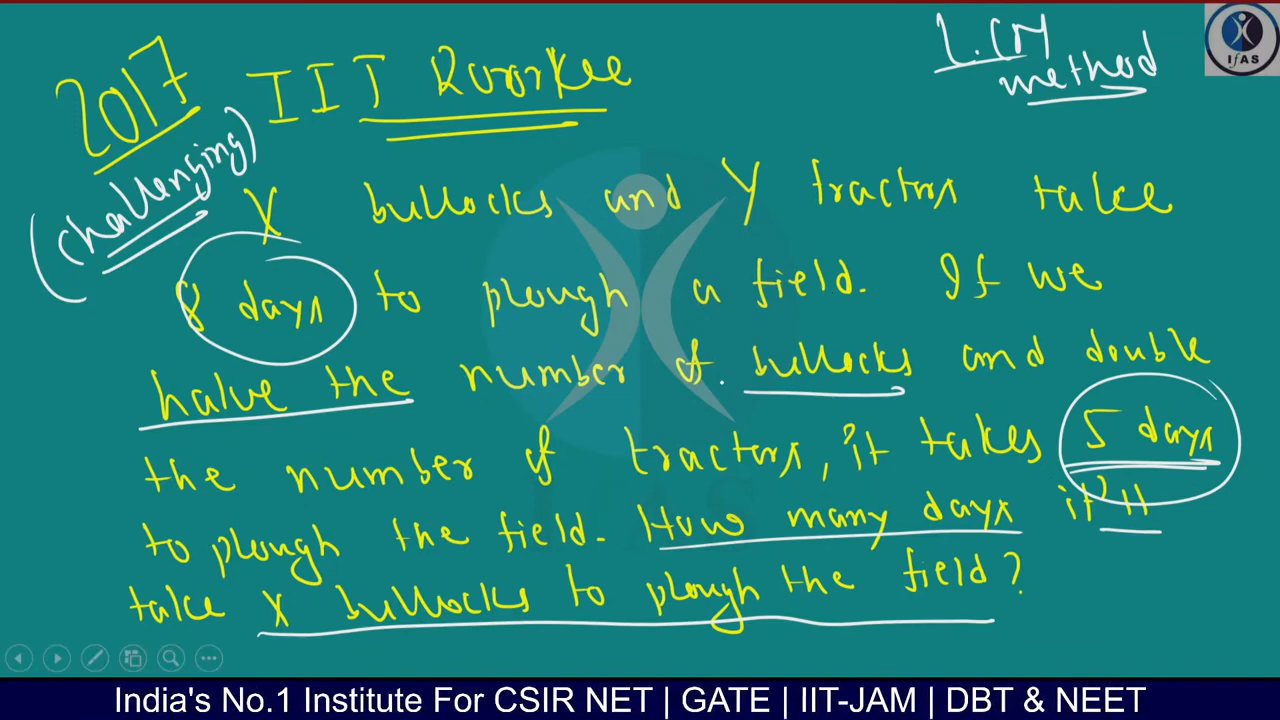 2017 IIT Roorkee
L.CM
method
IfAS
(challenging)
X bullocks and Y tractors take
8 days to plough a field. If we
halve the number of bullocks and double
the number of tractors, it takes 5 days
to plough the field. How many days it'll
take X bullocks to plough the field?
India's No.1 Institute For CSIR NET | GATE | IIT-JAM | DBT & NEET